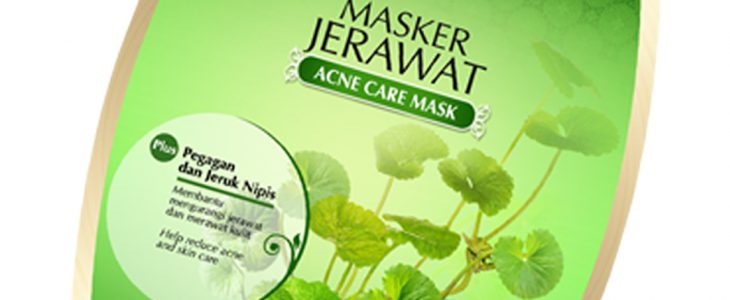 MASKER
JERAWAT
ACNE CARE MASK
Plus
Pegagan
dan Jeruk Nipis
Membantu
mengurangi jerawat
dan merawat kulit
Help reduce acne
and skin care